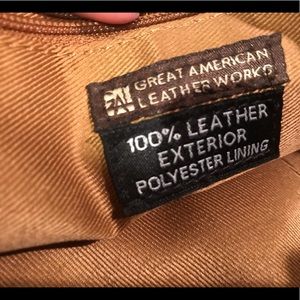 GREAT AMERICAN
LEATHER WORKS
100% LEATHER
EXTERIOR
POLYESTER LINING